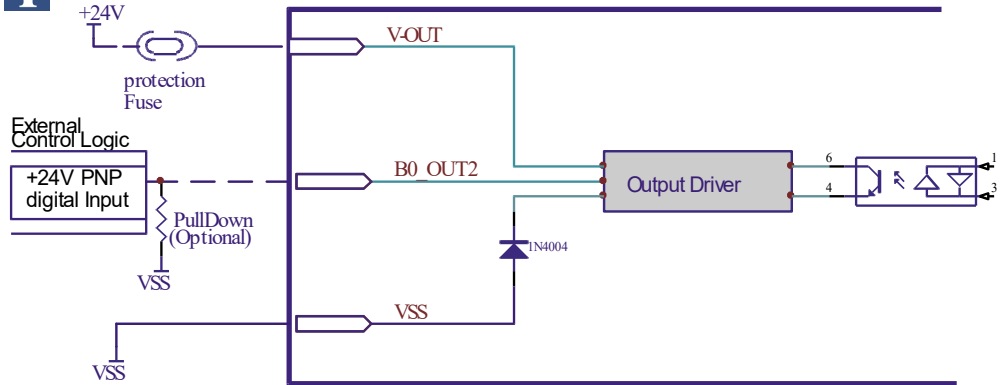 +24V
V-OUT
protection
Fuse
External
Control Logic
+24V PNP
digital Input
B0_OUT2
PullDown
(Optional)
VSS
Output Driver
6
4
1
3
1N4004
VSS
VSS